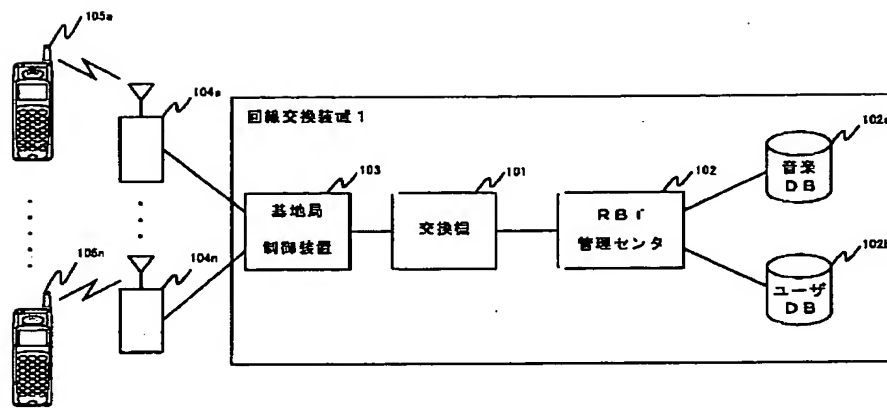 105a
104a
回線交換装置1
102a
音楽
DB
103
基地局
制御装置
101
交換機
102
RBT
管理センタ
105n
104n
102b
ユーザ
DB